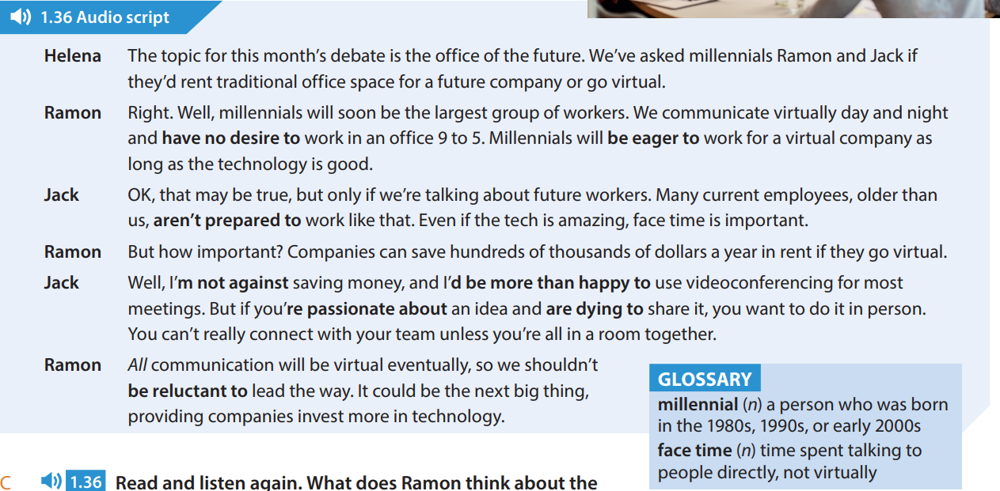 1.36 Audio script
Helena The topic for this month's debate is the office of the future. We've asked millennials Ramon and Jack if
they'd rent traditional office space for a future company or go virtual.
Ramon Right. Well, millennials will soon be the largest group of workers. We communicate virtually day and night
and have no desire to work in an office 9 to 5. Millennials will be eager to work for a virtual company as
long as the technology is good.
Jack OK, that may be true, but only if we're talking about future workers. Many current employees, older than
us, aren't prepared to work like that. Even if the tech is amazing, face time is important.
Ramon But how important? Companies can save hundreds of thousands of dollars a year in rent if they go virtual.
Jack Well, I'm not against saving money, and I'd be more than happy to use videoconferencing for most
meetings. But if you're passionate about an idea and are dying to share it, you want to do it in person.
You can't really connect with your team unless you're all in a room together.
Ramon All communication will be virtual eventually, so we shouldn't
be reluctant to lead the way. It could be the next big thing,
providing companies invest more in technology.
GLOSSARY
millennial (n) a person who was born
in the 1980s, 1990s, or early 2000s
face time (n) time spent talking to
people directly, not virtually
C 1.36 Read and listen again. What does Ramon think about the